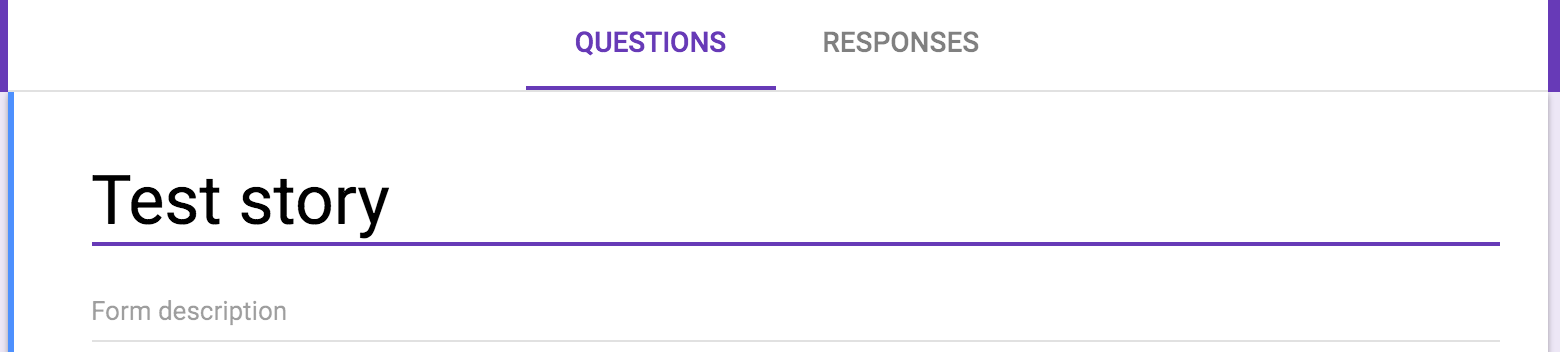 QUESTIONS RESPONSES
Test story
Form description